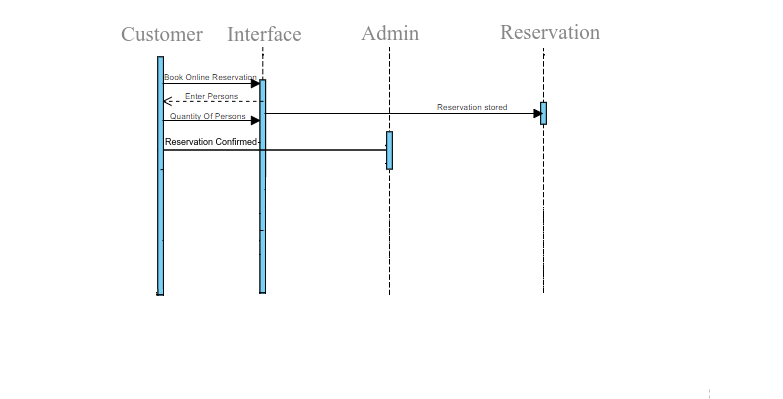 Customer
Interface
Admin
Reservation
Book Online Reservation
Enter Persons
Reservation stored
Quantity Of Persons
Reservation Confirmed